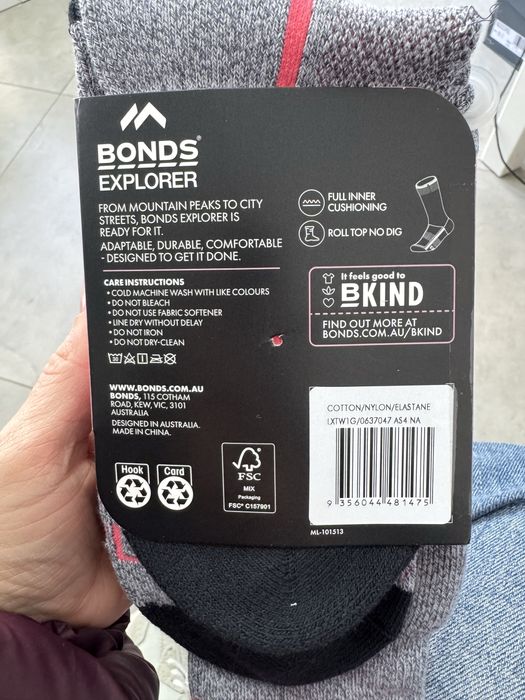 BONDS®
EXPLORER
FROM MOUNTAIN PEAKS TO CITY
STREETS, BONDS EXPLORER IS
READY FOR IT.
ADAPTABLE, DURABLE, COMFORTABLE
- DESIGNED TO GET IT DONE.
CARE INSTRUCTIONS
• COLD MACHINE WASH WITH LIKE COLOURS
• DO NOT BLEACH
• DO NOT USE FABRIC SOFTENER
• LINE DRY WITHOUT DELAY
• DO NOT IRON
• DO NOT DRY-CLEAN
WWW.BONDS.COM.AU
BONDS, 115 COTHAM
ROAD, KEW, VIC, 3101
AUSTRALIA
DESIGNED IN AUSTRALIA.
MADE IN CHINA.
Hook
Card
FSC
MIX
Packaging
FSC® C157901
FULL INNER
CUSHIONING
ROLL TOP NO DIG
It feels good to
BKIND
FIND OUT MORE AT
BONDS.COM.AU/BKIND
COTTON/NYLON/ELASTANE
LXTW1G/0637047 AS4 NA
9 356044 481475
ML-101513